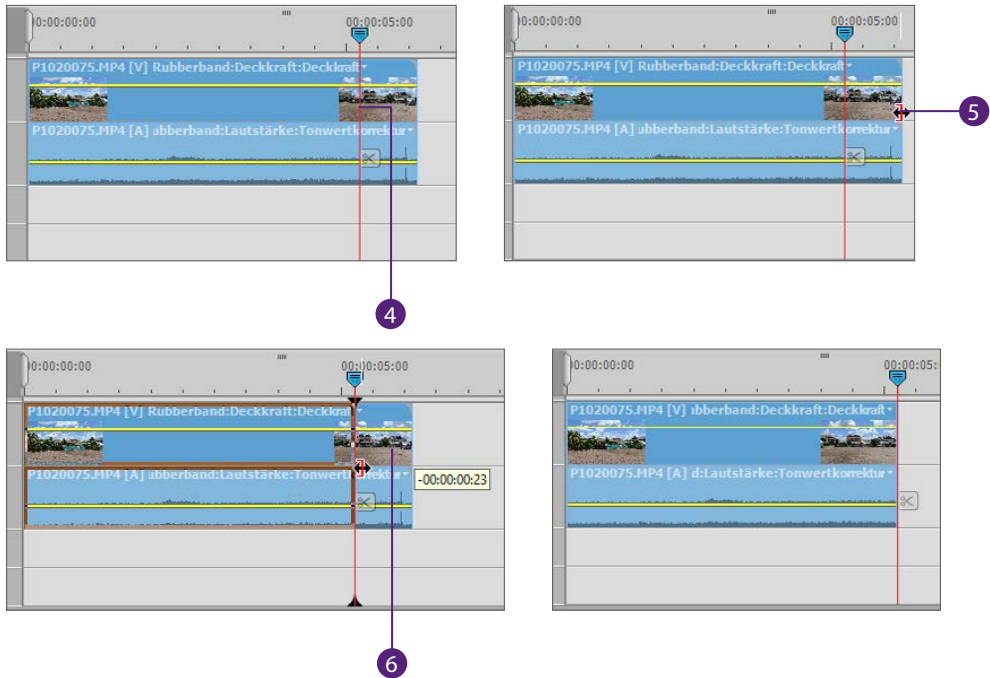 00:00:00:00 00:00:05:00
P1020075.MP4 [V] Rubberband:Deckkraft:Deckkraft
P1020075.MP4 [A] ubberband:Lautstärke:Tonwertkorrektur
4
00:00:00:00 00:00:05:00
P1020075.MP4 [V] Rubberband:Deckkraft:Deckkraft
P1020075.MP4 [A] ubberband:Lautstärke:Tonwertkorrektur
5
00:00:00:00 00:00:05:00
P1020075.MP4 [V] Rubberband:Deckkraft:Deckkraft
P1020075.MP4 [A] ubberband:Lautstärke:Tonwertkorrektur
-00:00:00:23
6
00:00:00:00 00:00:05:
P1020075.MP4 [V] ubberband:Deckkraft:Deckkraft
P1020075.MP4 [A] d:Lautstärke:Tonwertkorrektur